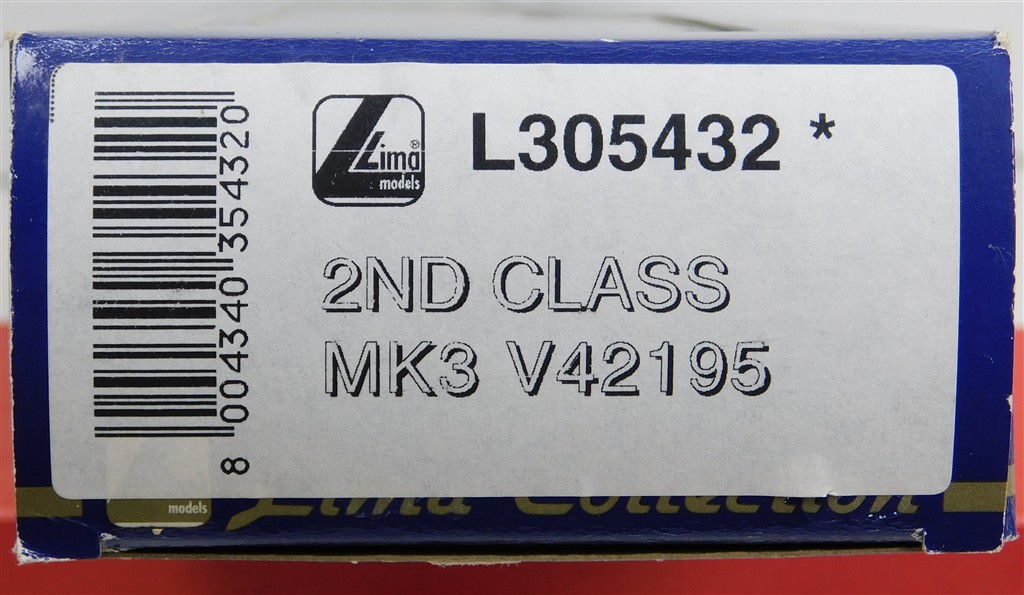 Lima®
models
L305432 *
2ND CLASS
MK3 V42195
8 004340 354320
models
Lima Collection